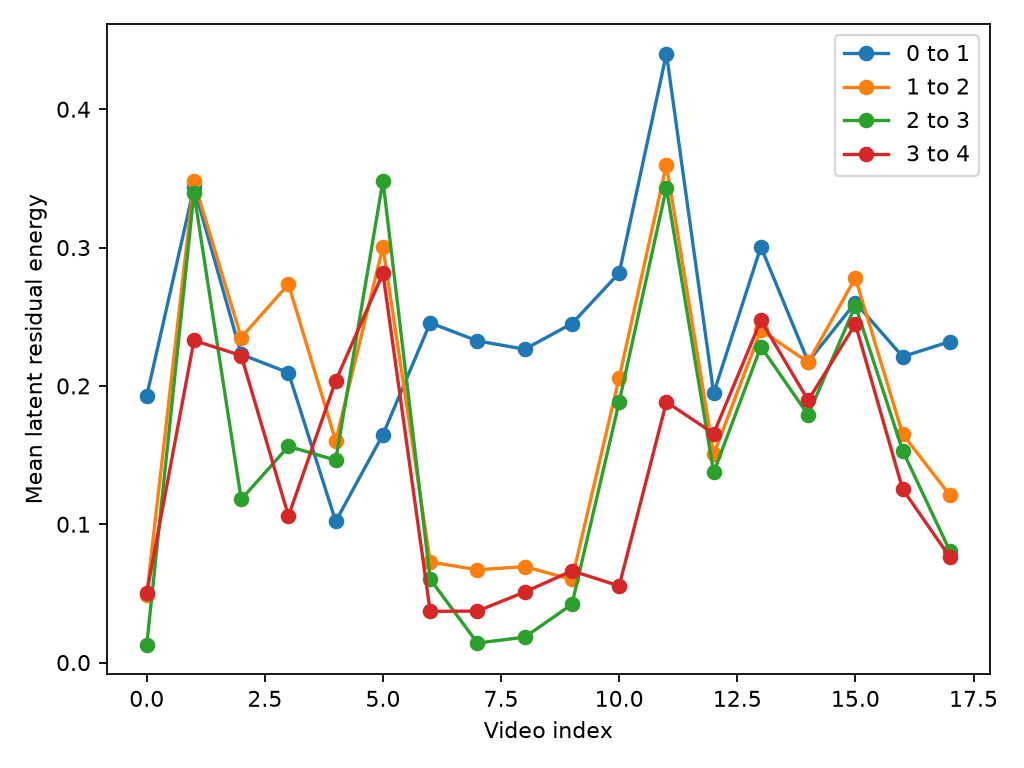 0 to 1
1 to 2
2 to 3
3 to 4
Mean latent residual energy
0.4
0.3
0.2
0.1
0.0
0.0 2.5 5.0 7.5 10.0 12.5 15.0 17.5
Video index